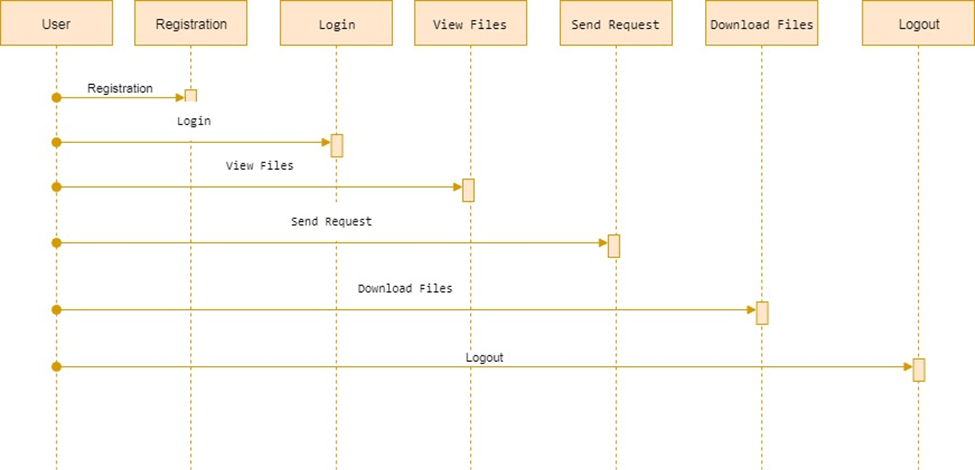 User
Registration
Login
View Files
Send Request
Download Files
Logout
Registration
Login
View Files
Send Request
Download Files
Logout